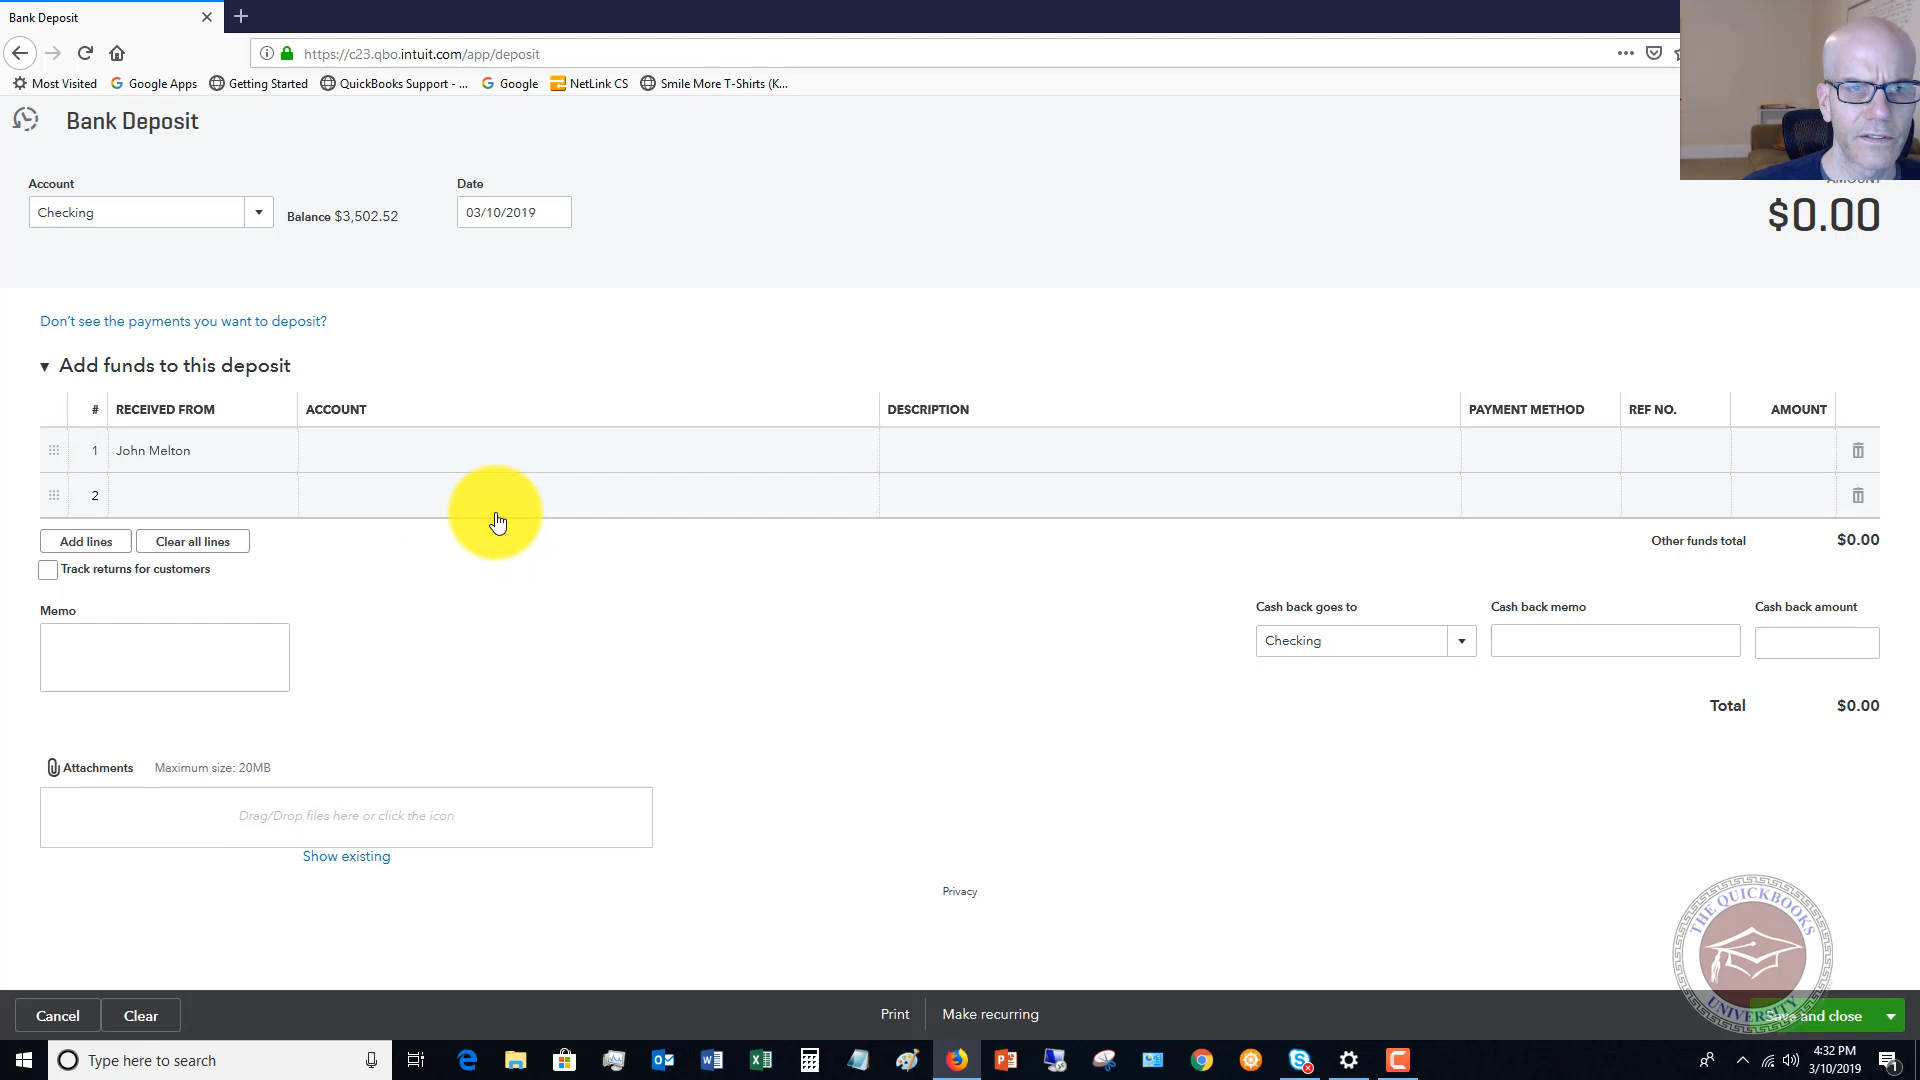 Bank Deposit
https://c23.qbo.intuit.com/app/deposit
Most Visited Google Apps Getting Started QuickBooks Support - ... Google NetLink CS Smile More T-Shirts (K...
Bank Deposit
Account
Checking
Balance $3,502.52
Date
03/10/2019
AMOUNT
$0.00
Don't see the payments you want to deposit?
Add funds to this deposit
# RECEIVED FROM ACCOUNT DESCRIPTION PAYMENT METHOD REF NO. AMOUNT
1 John Melton
2
Add lines Clear all lines
Other funds total $0.00
Track returns for customers
Memo
Cash back goes to Cash back memo Cash back amount
Checking
Total $0.00
Attachments Maximum size: 20MB
Drag/Drop files here or click the icon
Show existing
Privacy
THE QUICKBOOKS
UNIVERSITY
Cancel Clear Print Make recurring Save and close
Type here to search
4:32 PM
3/10/2019
1